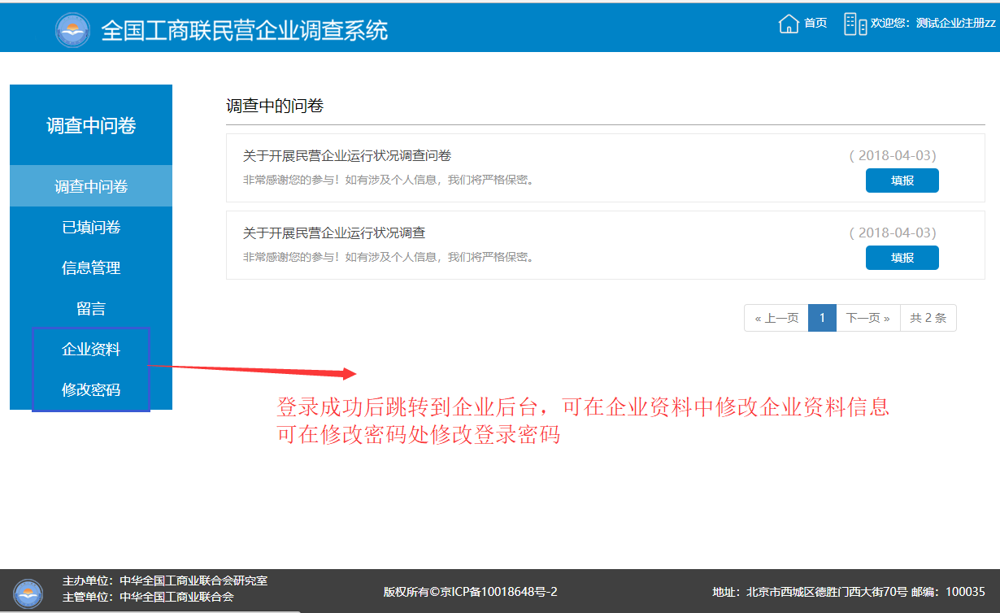 全国工商联民营企业调查系统
首页
欢迎您：测试企业注册zz
调查中问卷
调查中问卷
已填问卷
信息管理
留言
企业资料
修改密码
调查中的问卷
关于开展民营企业运行状况调查问卷
( 2018-04-03)
非常感谢您的参与！如有涉及个人信息，我们将严格保密。
填报
关于开展民营企业运行状况调查
( 2018-04-03)
非常感谢您的参与！如有涉及个人信息，我们将严格保密。
填报
« 上一页 1 下一页 » 共 2 条
登录成功后跳转到企业后台，可在企业资料中修改企业资料信息
可在修改密码处修改登录密码
主办单位：中华全国工商业联合会研究室
主管单位：中华全国工商业联合会
版权所有©京ICP备10018648号-2
地址：北京市西城区德胜门西大街70号 邮编：100035